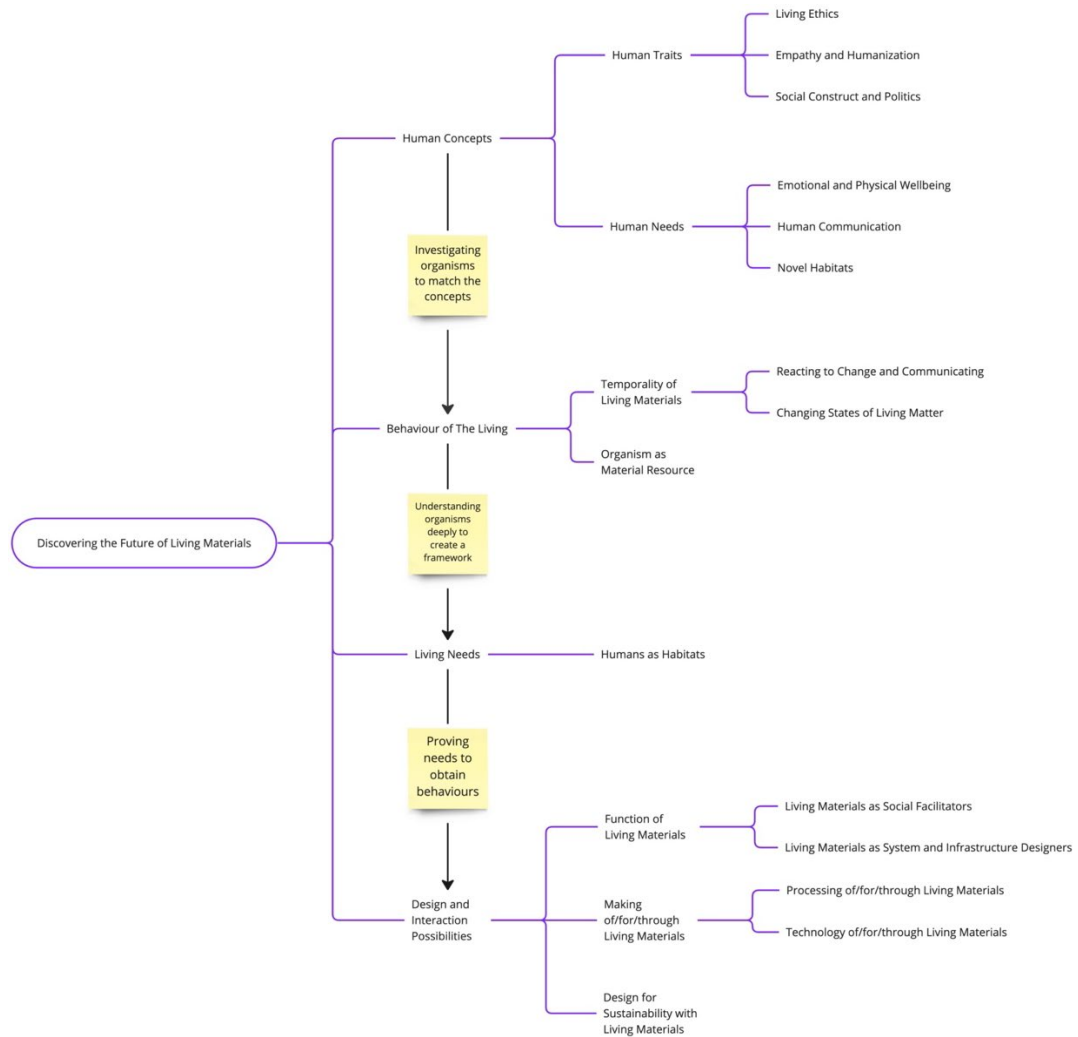 Living Ethics
Human Traits
Empathy and Humanization
Social Construct and Politics
Human Concepts
Emotional and Physical Wellbeing
Human Needs
Human Communication
Novel Habitats
Investigating
organisms
to match the
concepts
Reacting to Change and Communicating
Temporality of
Living Materials
Changing States of Living Matter
Behaviour of The Living
Organism as
Material Resource
Understanding
organisms
deeply to
create a
framework
Discovering the Future of Living Materials
Living Needs
Humans as Habitats
Proving
needs to
obtain
behaviours
Living Materials as Social Facilitators
Function of
Living Materials
Living Materials as System and Infrastructure Designers
Processing of/for/through Living Materials
Design and
Interaction
Possibilities
Making
of/for/through
Living Materials
Technology of/for/through Living Materials
Design for
Sustainability with
Living Materials